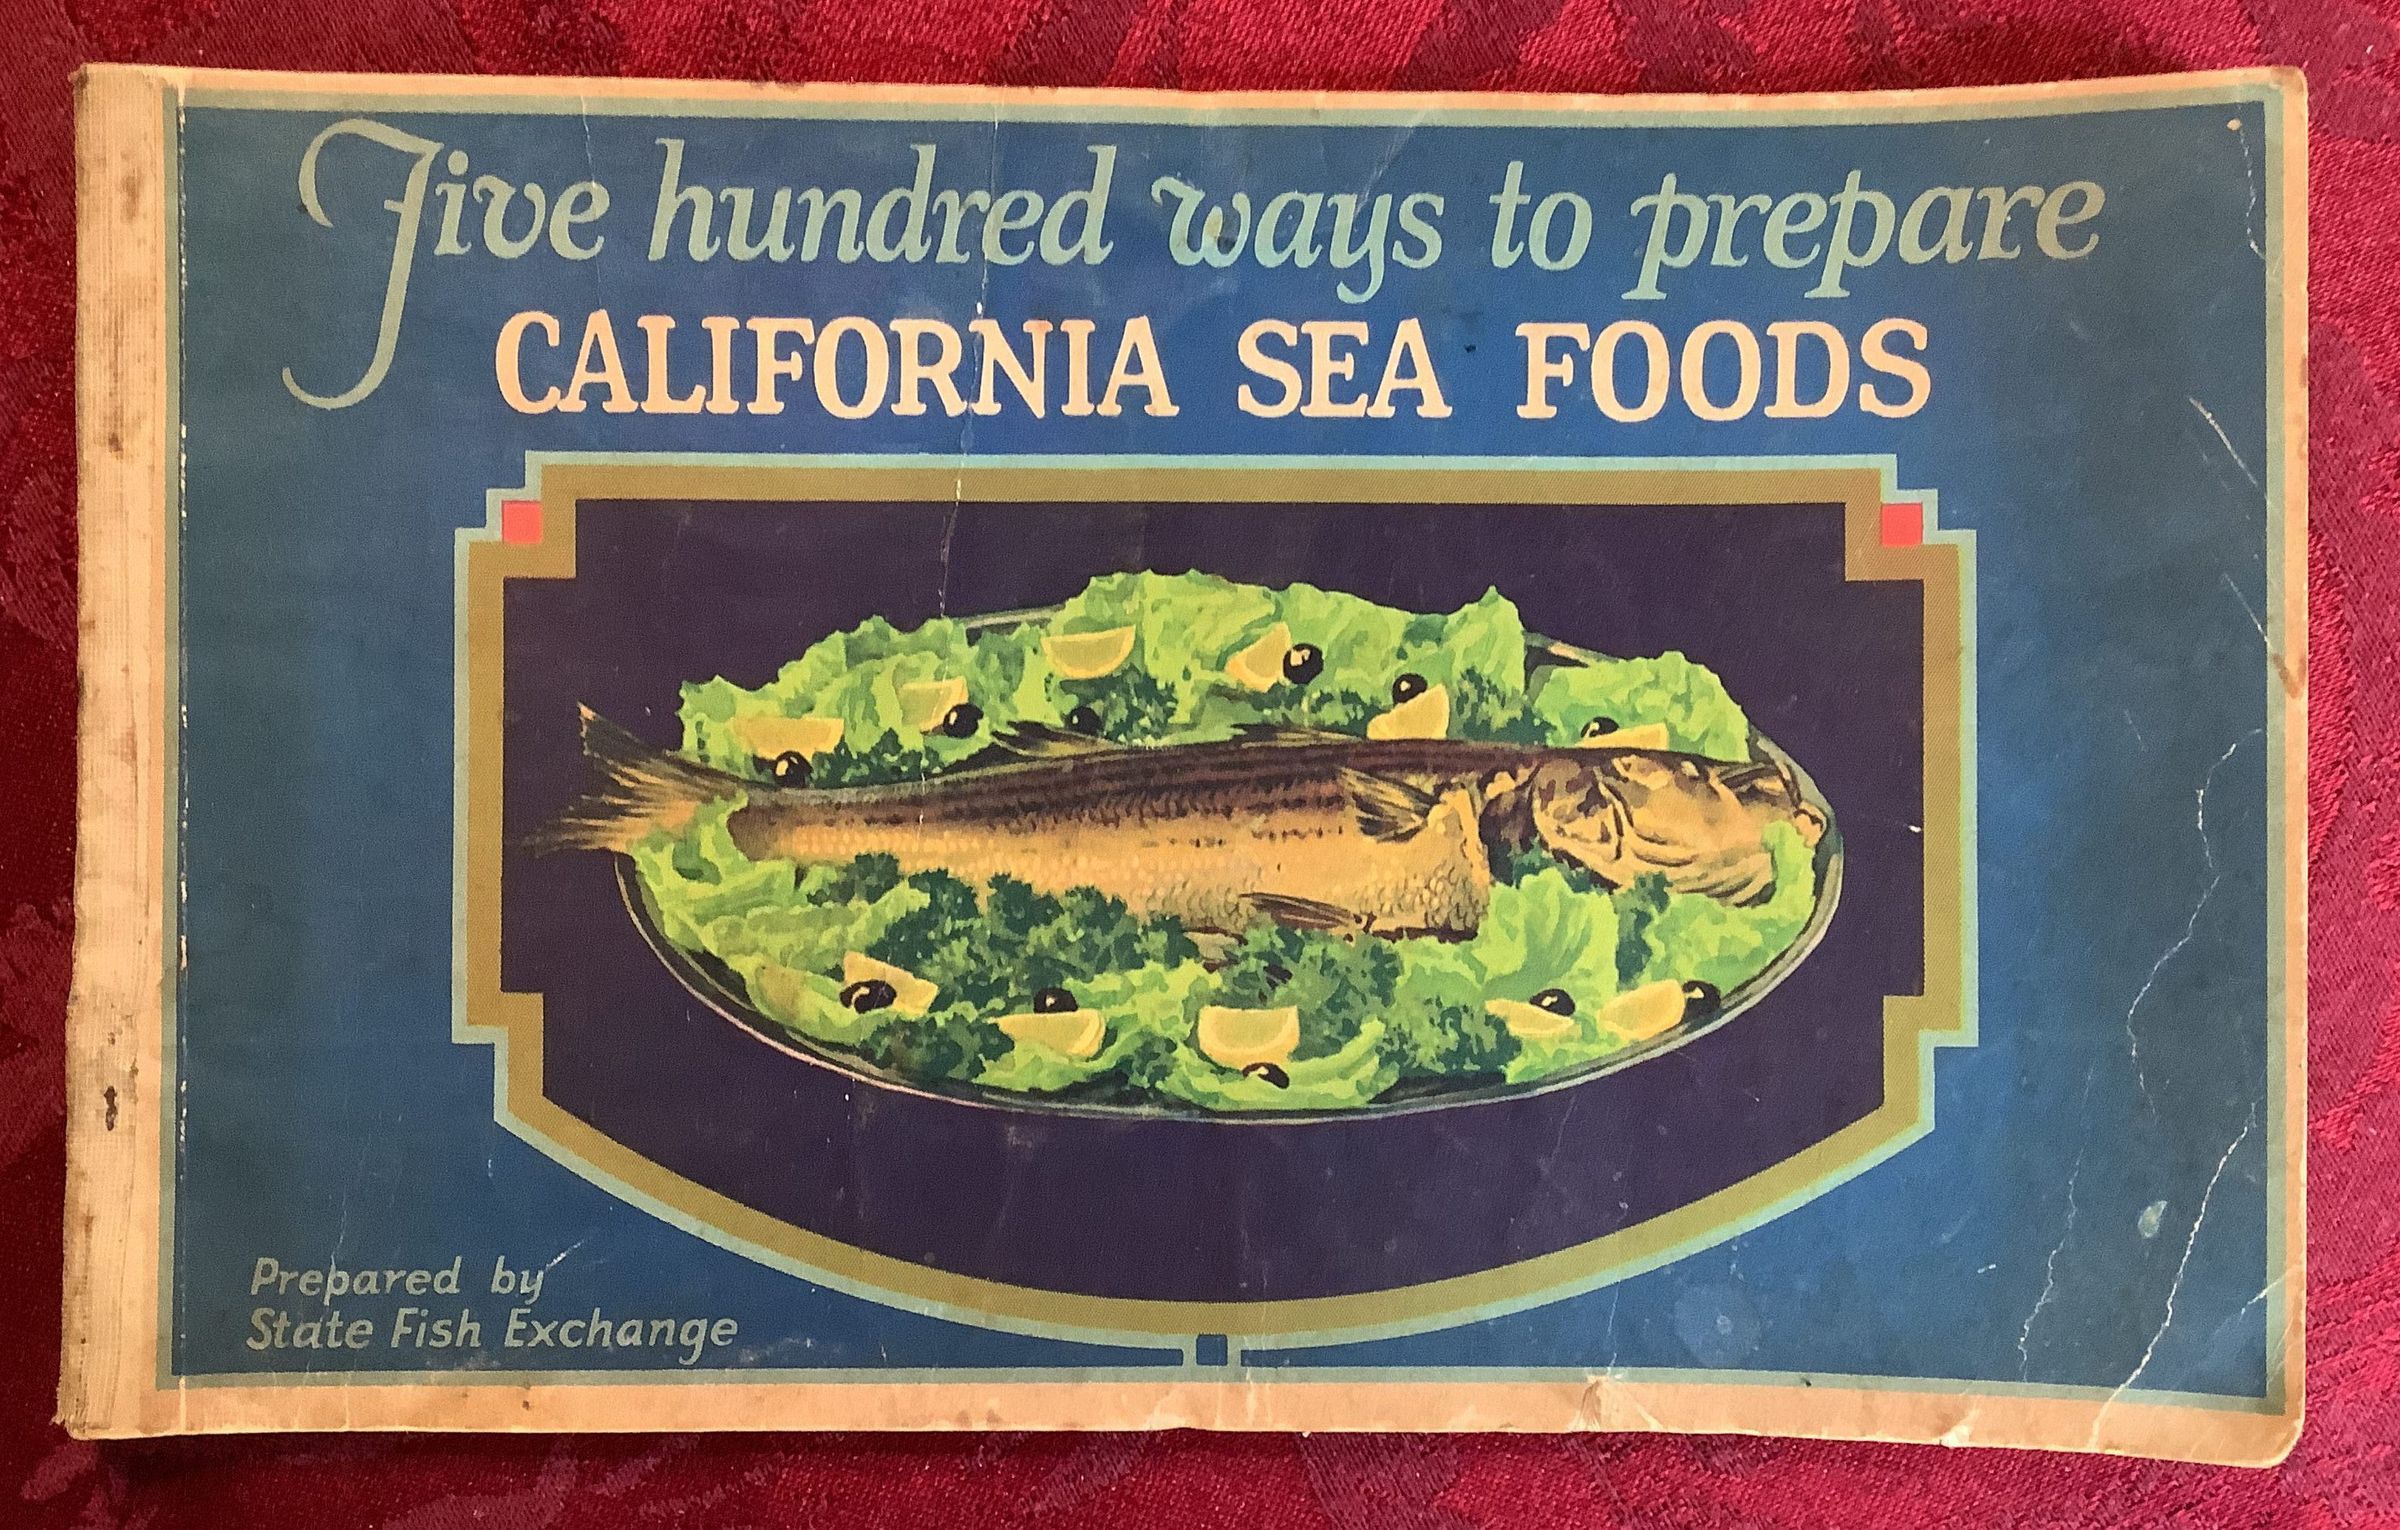 Five hundred ways to prepare
CALIFORNIA SEA FOODS
Prepared by
State Fish Exchange